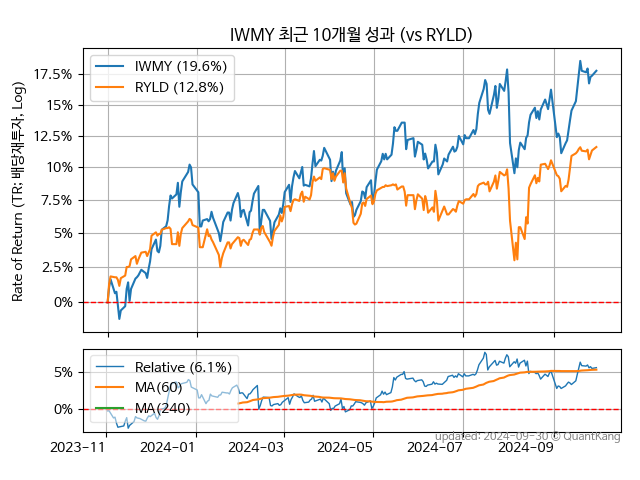 IWMY 최근 10개월 성과 (vs RYLD)
Rate of Return (TR: 배당재투자, Log)
17.5%
15%
12.5%
10%
7.5%
5%
2.5%
0%
IWMY (19.6%)
RYLD (12.8%)
5%
0%
Relative (6.1%)
MA(60)
MA(240)
2023-11
2024-01
2024-03
2024-05
2024-07
2024-09
updated: 2024-09-30 © QuantKang